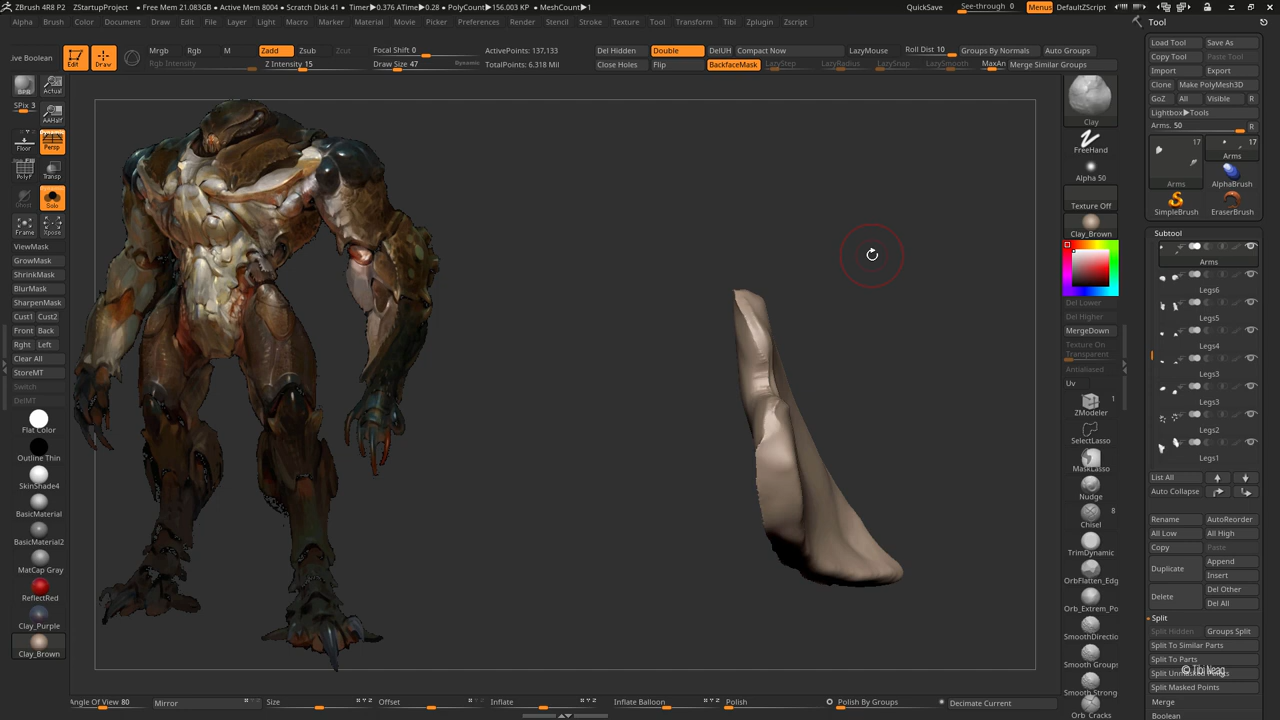 ZBrush 4R8 P2 ZStartupProject • Free Mem 21.083GB • Active Mem 8004 • Scratch Disk 41 • Timer▶0.376 ATime▶0.28 • PolyCount▶156.003 KP • MeshCount▶1 QuickSave See-through 0 Menus DefaultZScript
Alpha Brush Color Document Draw Edit File Layer Light Macro Marker Material Movie Picker Preferences Render Stencil Stroke Texture Tibi Tool Transform Zplugin Zscript
Tool
Live Boolean Edit Draw Mrgb Rgb M Zadd Zsub Zcut Focal Shift 0 ActivePoints: 137,133 Del Hidden Double DelUH Compact Now LazyMouse Roll Dist 10 Groups By Normals Auto Groups
Rgb Intensity Z Intensity 15 Draw Size 47 Dynamic TotalPoints: 6.318 Mil Close Holes Flip BackfaceMask LazyStep LazyRadius LazySnap LazySmooth MaxAn Merge Similar Groups
BPR
SPix 3
Actual
AAHalf
Floor
Persp
PolyF
Transp
Ghost
Solo
Frame
Xpose
ViewMask
GrowMask
ShrinkMask
BlurMask
SharpenMask
Cust1 Cust2
Front Back
Rght Left
Clear All
StoreMT
Switch
DelMT
Flat Color
Outline Thin
SkinShade4
BasicMaterial
BasicMaterial2
MatCap Gray
ReflectRed
Clay_Purple
Clay_Brown
Clay
FreeHand
Alpha 50
Texture Off
Clay_Brown
Del Lower
Del Higher
MergeDown
Texture On
Transparent
Antialiased
Uv
1
ZModeler
SelectLasso
MaskLasso
Nudge
8
Chisel
TrimDynamic
OrbFlatten_Edg
Orb_Extrem_Po
SmoothDirectio
Smooth Groups
Smooth Strong
Orb_Cracks
Load Tool Save As
Copy Tool Paste Tool
Import Export
Clone Make PolyMesh3D
GoZ All Visible R
Lightbox▶Tools
Arms. 50 R
17 17
Arms
Arms AlphaBrush
SimpleBrush EraserBrush
Subtool
Arms
Legs6
Legs5
Legs4
Legs3
Legs3
Legs2
Legs1
List All
Auto Collapse
Rename AutoReorder
All Low All High
Copy Paste
Duplicate Append
Insert
Delete Del Other
Del All
Split
Split Hidden Groups Split
Split To Similar Parts
Split To Parts
© Tibi Neag
Split Unmasked Points
Split Masked Points
Merge
Boolean
Angle Of View 80 Mirror Size Offset Inflate Inflate Balloon Polish Polish By Groups Decimate Current